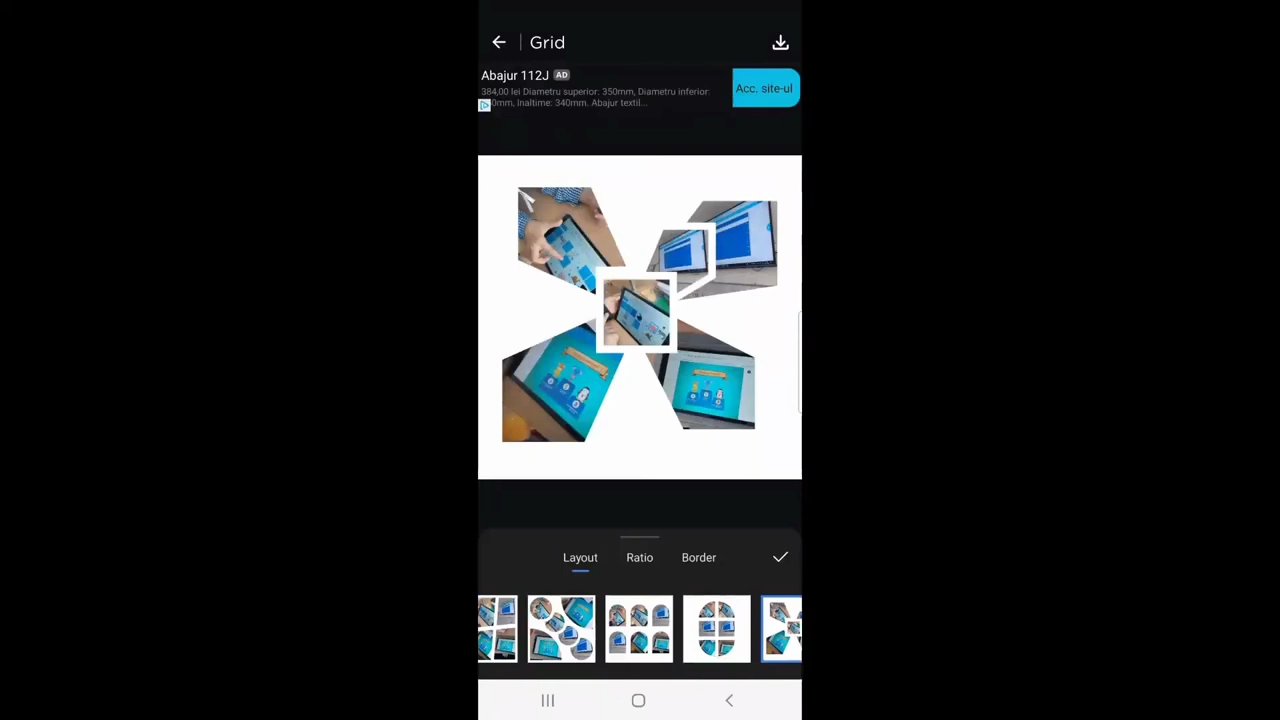 Grid
Abajur 112J AD
384,00 lei Diametru superior: 350mm, Diametru inferior:
0mm, Inaltime: 340mm. Abajur textil...
Acc. site-ul
Layout
Ratio
Border